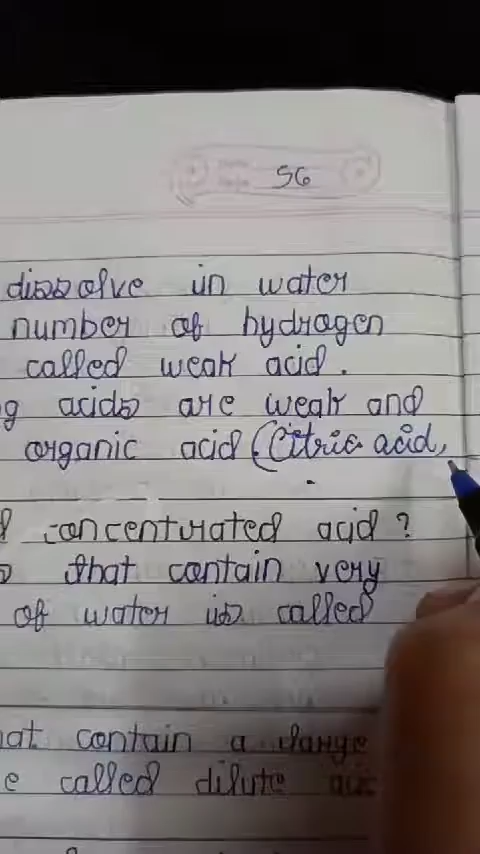 56
dissolve in water
number of hydrogen
called weak acid.
g acids are weak and
organic acid (Citric acid,
d concentrated acid?
that contain very
of water is called
at contain a large
e called dilute